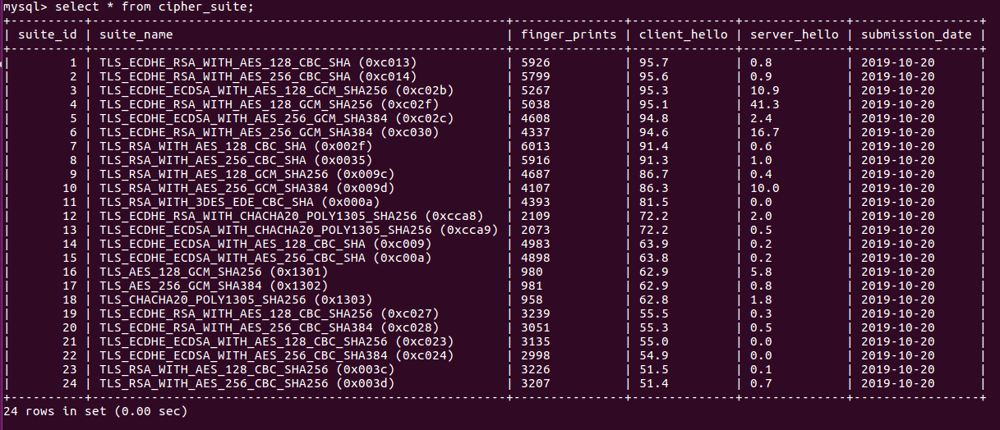 mysql> select * from cipher_suite;
+----------+------------------------------------------------------+---------------+--------------+--------------+-----------------+
| suite_id | suite_name                                           | finger_prints | client_hello | server_hello | submission_date |
+----------+------------------------------------------------------+---------------+--------------+--------------+-----------------+
|        1 | TLS_ECDHE_RSA_WITH_AES_128_CBC_SHA (0xc013)          | 5926          | 95.7         | 0.8          | 2019-10-20      |
|        2 | TLS_ECDHE_RSA_WITH_AES_256_CBC_SHA (0xc014)          | 5799          | 95.6         | 0.9          | 2019-10-20      |
|        3 | TLS_ECDHE_ECDSA_WITH_AES_128_GCM_SHA256 (0xc02b)     | 5267          | 95.3         | 10.9         | 2019-10-20      |
|        4 | TLS_ECDHE_RSA_WITH_AES_128_GCM_SHA256 (0xc02f)       | 5038          | 95.1         | 41.3         | 2019-10-20      |
|        5 | TLS_ECDHE_ECDSA_WITH_AES_256_GCM_SHA384 (0xc02c)     | 4608          | 94.8         | 2.4          | 2019-10-20      |
|        6 | TLS_ECDHE_RSA_WITH_AES_256_GCM_SHA384 (0xc030)       | 4337          | 94.6         | 16.7         | 2019-10-20      |
|        7 | TLS_RSA_WITH_AES_128_CBC_SHA (0x002f)                | 6013          | 91.4         | 0.6          | 2019-10-20      |
|        8 | TLS_RSA_WITH_AES_256_CBC_SHA (0x0035)                | 5916          | 91.3         | 1.0          | 2019-10-20      |
|        9 | TLS_RSA_WITH_AES_128_GCM_SHA256 (0x009c)             | 4687          | 86.7         | 0.4          | 2019-10-20      |
|       10 | TLS_RSA_WITH_AES_256_GCM_SHA384 (0x009d)             | 4107          | 86.3         | 10.0         | 2019-10-20      |
|       11 | TLS_RSA_WITH_3DES_EDE_CBC_SHA (0x000a)               | 4393          | 81.5         | 0.0          | 2019-10-20      |
|       12 | TLS_ECDHE_RSA_WITH_CHACHA20_POLY1305_SHA256 (0xcca8) | 2109          | 72.2         | 2.0          | 2019-10-20      |
|       13 | TLS_ECDHE_ECDSA_WITH_CHACHA20_POLY1305_SHA256 (0xcca9) | 2073          | 72.2         | 0.5          | 2019-10-20      |
|       14 | TLS_ECDHE_ECDSA_WITH_AES_128_CBC_SHA (0xc009)        | 4983          | 63.9         | 0.2          | 2019-10-20      |
|       15 | TLS_ECDHE_ECDSA_WITH_AES_256_CBC_SHA (0xc00a)        | 4898          | 63.8         | 0.2          | 2019-10-20      |
|       16 | TLS_AES_128_GCM_SHA256 (0x1301)                      | 980           | 62.9         | 5.8          | 2019-10-20      |
|       17 | TLS_AES_256_GCM_SHA384 (0x1302)                      | 981           | 62.9         | 0.8          | 2019-10-20      |
|       18 | TLS_CHACHA20_POLY1305_SHA256 (0x1303)                | 958           | 62.8         | 1.8          | 2019-10-20      |
|       19 | TLS_ECDHE_RSA_WITH_AES_128_CBC_SHA256 (0xc027)       | 3239          | 55.5         | 0.3          | 2019-10-20      |
|       20 | TLS_ECDHE_RSA_WITH_AES_256_CBC_SHA384 (0xc028)       | 3051          | 55.3         | 0.5          | 2019-10-20      |
|       21 | TLS_ECDHE_ECDSA_WITH_AES_128_CBC_SHA256 (0xc023)     | 3135          | 55.0         | 0.0          | 2019-10-20      |
|       22 | TLS_ECDHE_ECDSA_WITH_AES_256_CBC_SHA384 (0xc024)     | 2998          | 54.9         | 0.0          | 2019-10-20      |
|       23 | TLS_RSA_WITH_AES_128_CBC_SHA256 (0x003c)             | 3226          | 51.5         | 0.1          | 2019-10-20      |
|       24 | TLS_RSA_WITH_AES_256_CBC_SHA256 (0x003d)             | 3207          | 51.4         | 0.7          | 2019-10-20      |
+----------+------------------------------------------------------+---------------+--------------+--------------+-----------------+
24 rows in set (0.00 sec)